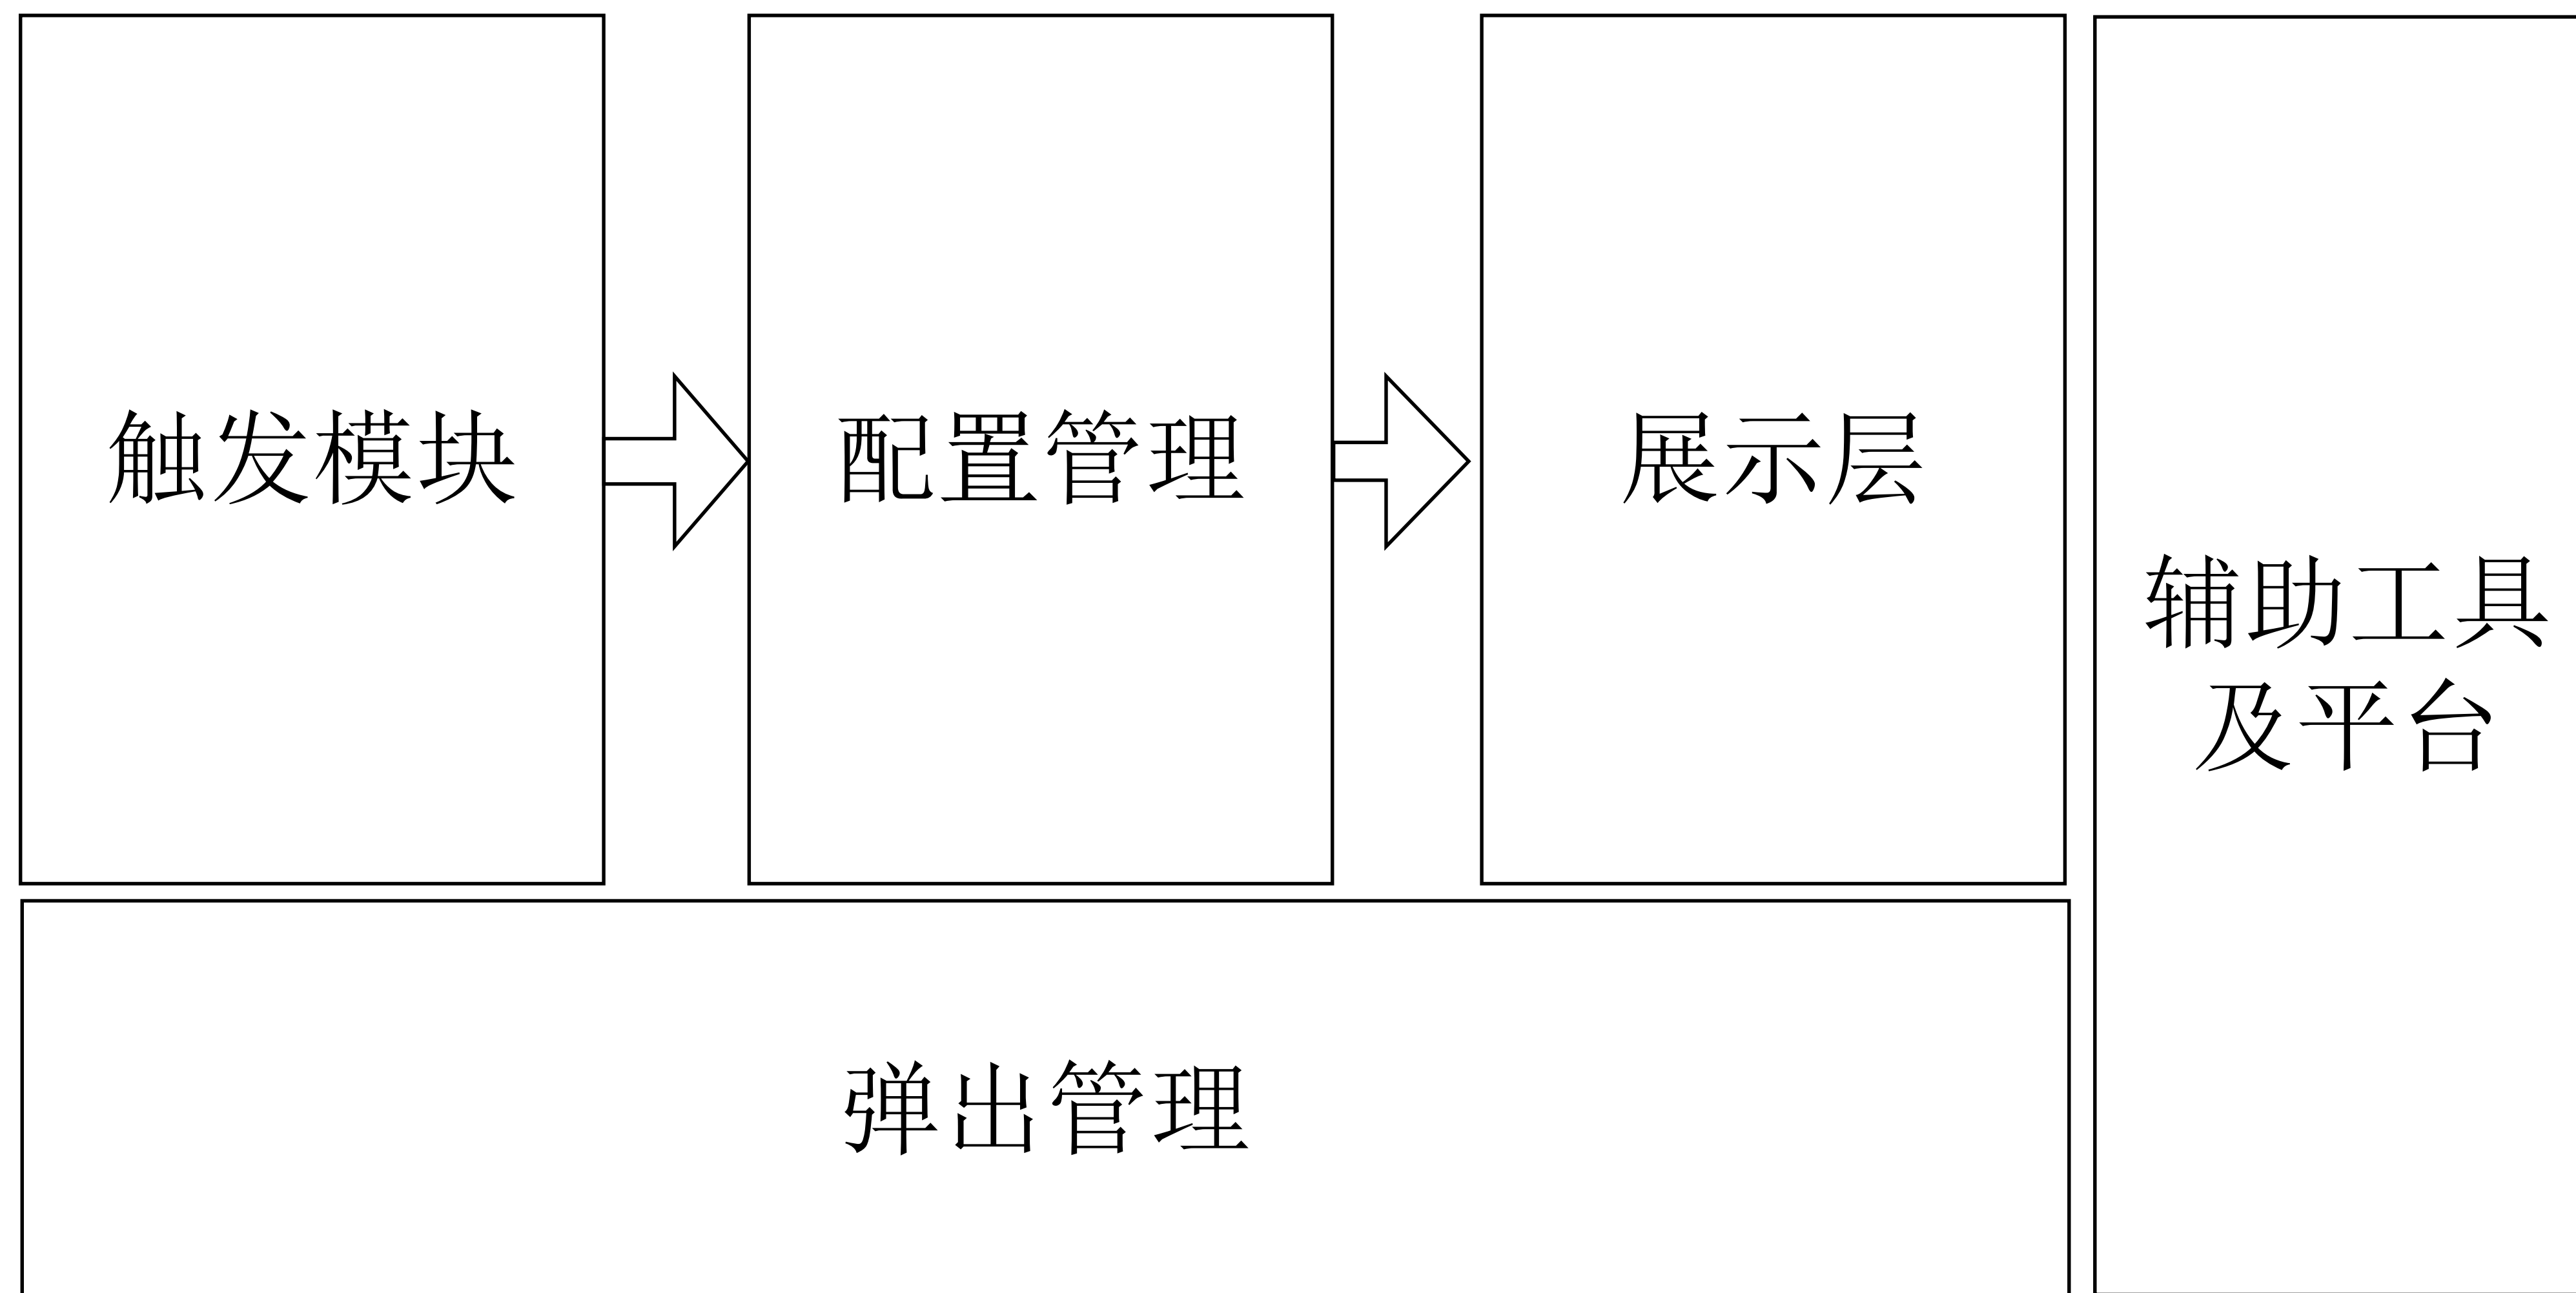 触发模块
配置管理
展示层
辅助工具
及平台
弹出管理